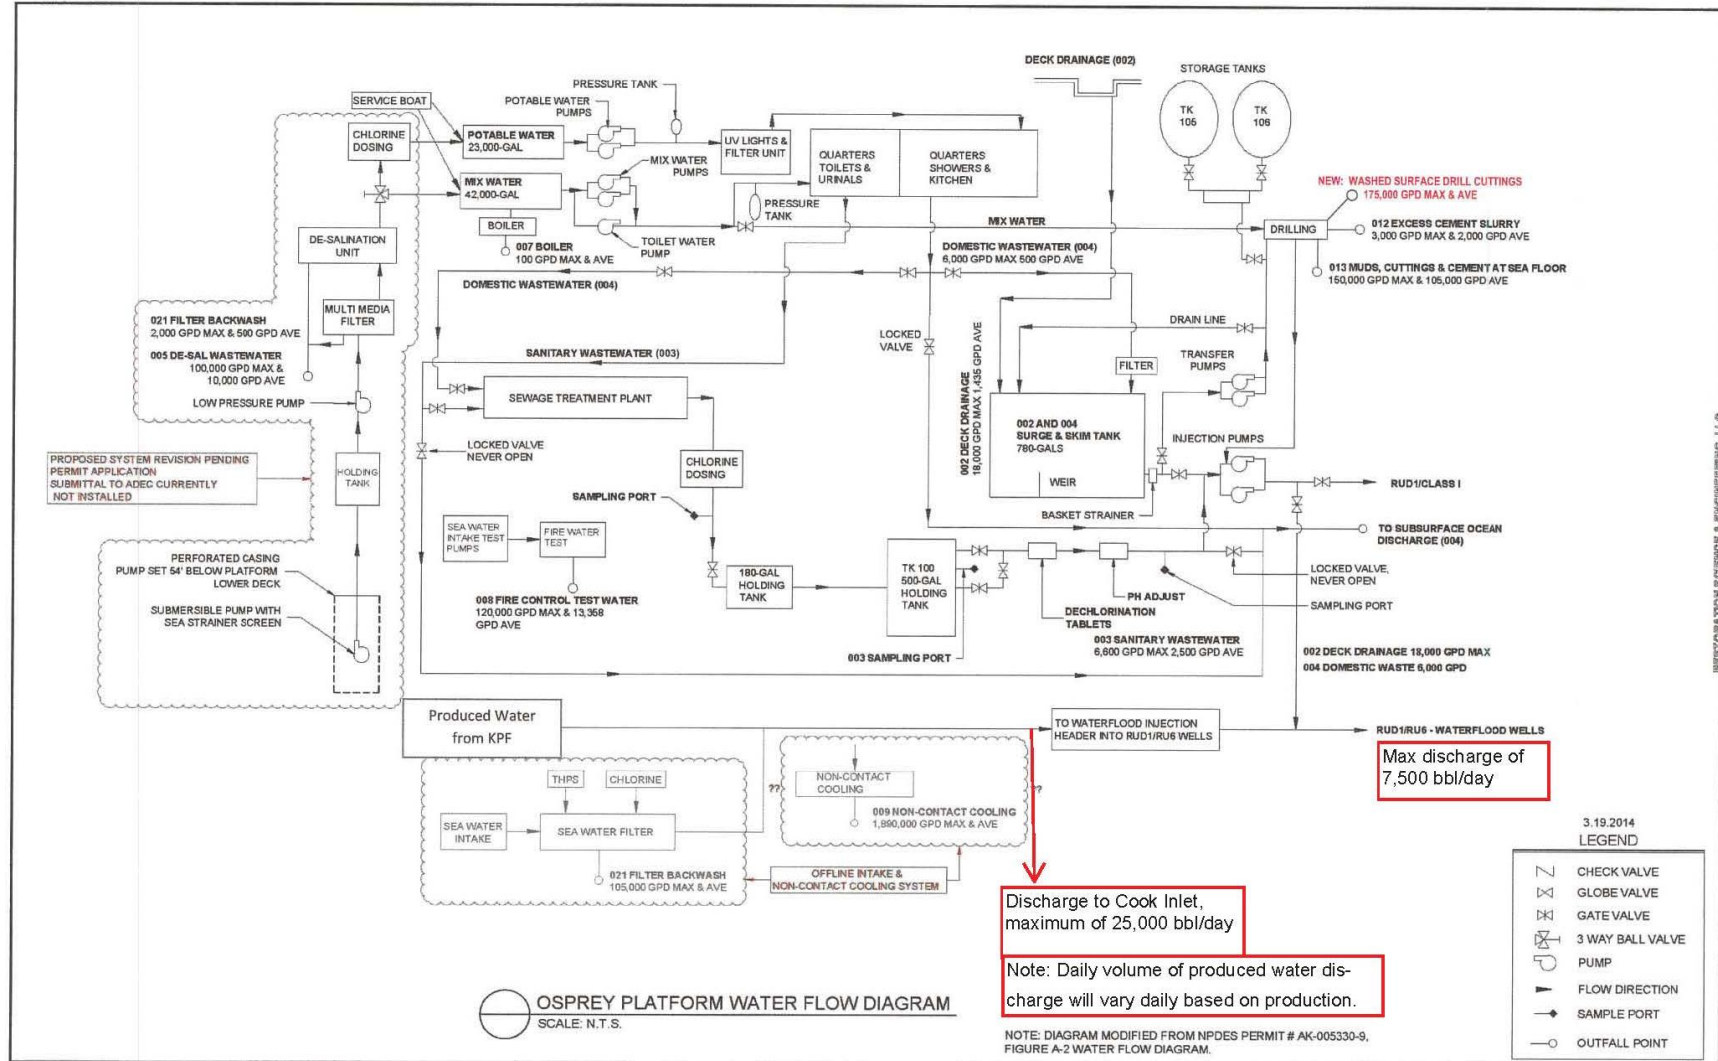 DECK DRAINAGE (002)
STORAGE TANKS
TK
105
TK
106
PRESSURE TANK
SERVICE BOAT
POTABLE WATER
PUMPS
CHLORINE
DOSING
POTABLE WATER
23,000-GAL
UV LIGHTS &
FILTER UNIT
QUARTERS
TOILETS &
URINALS
QUARTERS
SHOWERS &
KITCHEN
MIX WATER
PUMPS
MIX WATER
42,000-GAL
PRESSURE
TANK
NEW: WASHED SURFACE DRILL CUTTINGS
175,000 GPD MAX & AVE
BOILER
MIX WATER
DRILLING
012 EXCESS CEMENT SLURRY
3,000 GPD MAX & 2,000 GPD AVE
DE-SALINATION
UNIT
007 BOILER
100 GPD MAX & AVE
TOILET WATER
PUMP
DOMESTIC WASTEWATER (004)
6,000 GPD MAX 500 GPD AVE
013 MUDS, CUTTINGS & CEMENT AT SEA FLOOR
150,000 GPD MAX & 105,000 GPD AVE
DOMESTIC WASTEWATER (004)
MULTI MEDIA
FILTER
021 FILTER BACKWASH
2,000 GPD MAX & 500 GPD AVE
005 DE-SAL WASTEWATER
100,000 GPD MAX &
10,000 GPD AVE
DRAIN LINE
LOCKED
VALVE
SANITARY WASTEWATER (003)
TRANSFER
PUMPS
FILTER
LOW PRESSURE PUMP
SEWAGE TREATMENT PLANT
002 DECK DRAINAGE
18,000 GPD MAX 1,435 GPD AVE
002 AND 004
SURGE & SKIM TANK
780-GALS
INJECTION PUMPS
LOCKED VALVE
NEVER OPEN
CHLORINE
DOSING
PROPOSED SYSTEM REVISION PENDING
PERMIT APPLICATION
SUBMITTAL TO ADEC CURRENTLY
NOT INSTALLED
HOLDING
TANK
WEIR
RUD1/CLASS I
SAMPLING PORT
BASKET STRAINER
SEA WATER
INTAKE TEST
PUMPS
FIRE WATER
TEST
TO SUBSURFACE OCEAN
DISCHARGE (004)
PERFORATED CASING
PUMP SET 54' BELOW PLATFORM
LOWER DECK
180-GAL
HOLDING
TANK
TK 100
500-GAL
HOLDING
TANK
LOCKED VALVE,
NEVER OPEN
PH ADJUST
SAMPLING PORT
SUBMERSIBLE PUMP WITH
SEA STRAINER SCREEN
008 FIRE CONTROL TEST WATER
120,000 GPD MAX & 13,358
GPD AVE
DECHLORINATION
TABLETS
003 SANITARY WASTEWATER
6,600 GPD MAX 2,500 GPD AVE
003 SAMPLING PORT
002 DECK DRAINAGE 18,000 GPD MAX
004 DOMESTIC WASTE 6,000 GPD
Produced Water
from KPF
TO WATERFLOOD INJECTION
HEADER INTO RUD1/RU6 WELLS
RUD1/RU6 - WATERFLOOD WELLS
Max discharge of
7,500 bbl/day
THPS
CHLORINE
??
NON-CONTACT
COOLING
??
009 NON-CONTACT COOLING
1,890,000 GPD MAX & AVE
SEA WATER
INTAKE
SEA WATER FILTER
021 FILTER BACKWASH
105,000 GPD MAX & AVE
OFFLINE INTAKE &
NON-CONTACT COOLING SYSTEM
Discharge to Cook Inlet,
maximum of 25,000 bbl/day
Note: Daily volume of produced water dis-
charge will vary daily based on production.
3.19.2014
LEGEND
CHECK VALVE
GLOBE VALVE
GATE VALVE
3 WAY BALL VALVE
PUMP
FLOW DIRECTION
SAMPLE PORT
OUTFALL POINT
OSPREY PLATFORM WATER FLOW DIAGRAM
SCALE: N.T.S.
NOTE: DIAGRAM MODIFIED FROM NPDES PERMIT # AK-005330-9,
FIGURE A-2 WATER FLOW DIAGRAM.